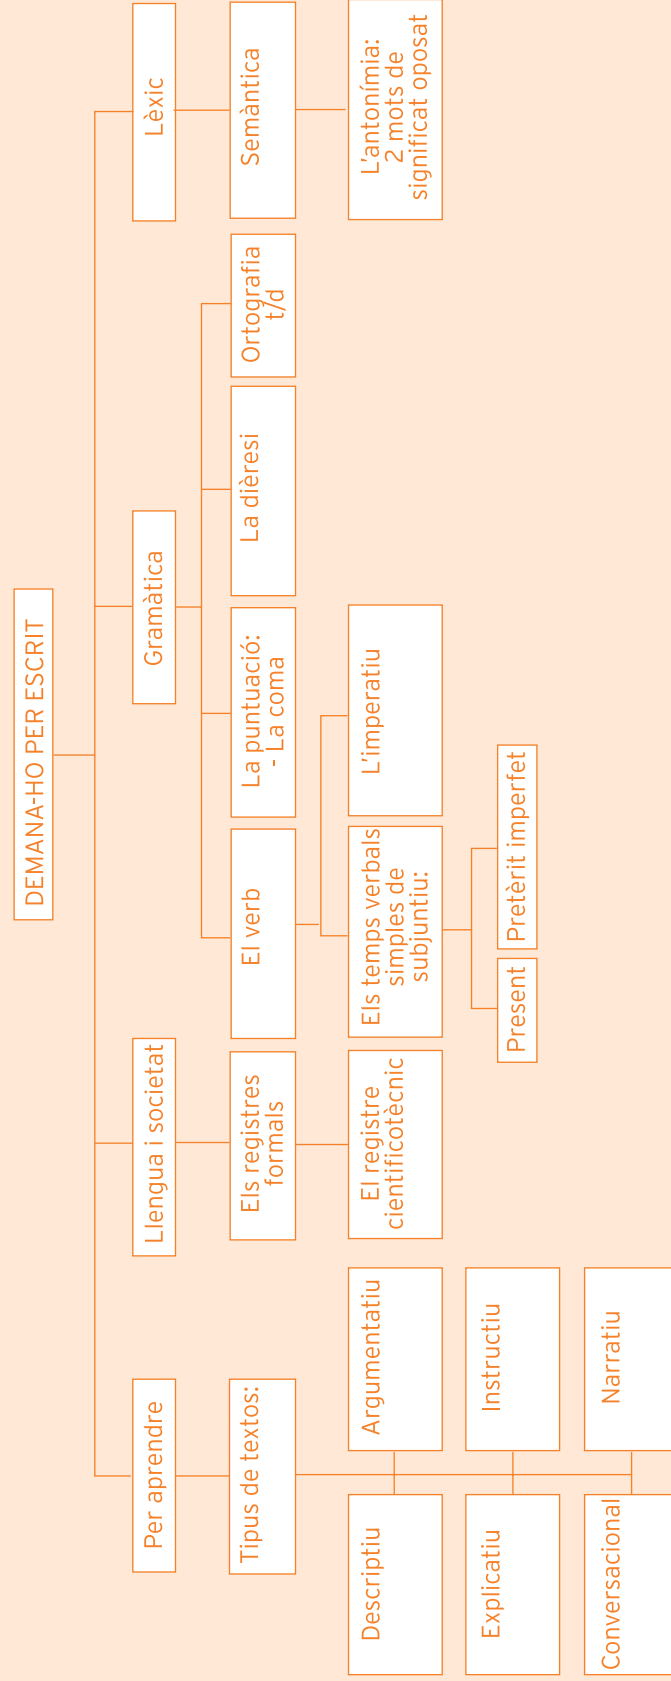 DEMANA-HO PER ESCRIT
Per aprendre
Llengua i societat
Gramàtica
Lèxic
Tipus de textos:
Els registres
formals
El verb
La puntuació:
- La coma
La dièresi
Ortografia
t/d
Semàntica
Descriptiu
Argumentatiu
El registre
cientificotècnic
Els temps verbals
simples de
subjuntiu:
L'imperatiu
L'antonímia:
2 mots de
significat oposat
Explicatiu
Instructiu
Present
Pretèrit imperfet
Conversacional
Narratiu